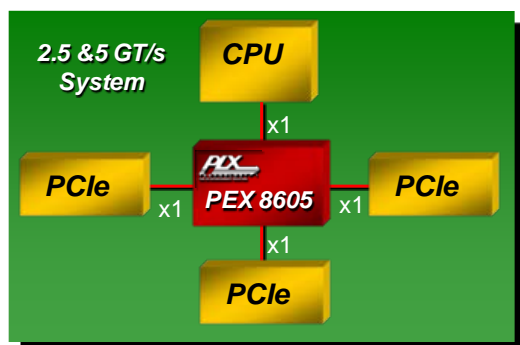 2.5 &5 GT/s
System
CPU
x1
PLX
PEX 8605
PCIe
x1
x1
PCIe
x1
PCIe